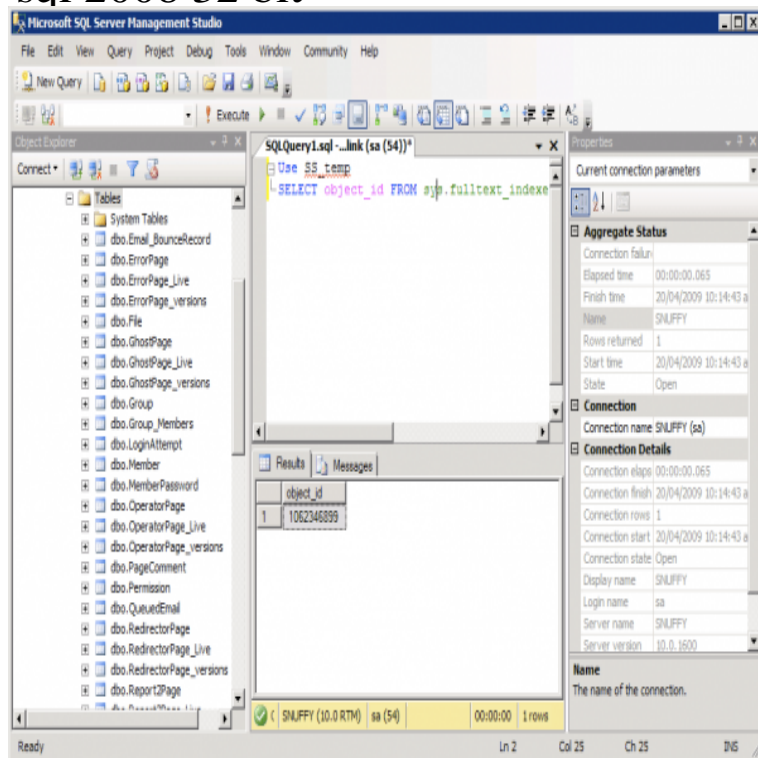 sql 2008 32 bit
Microsoft SQL Server Management Studio
File Edit View Query Project Debug Tools Window Community Help
New Query
Execute
Object Explorer
Connect
Tables
System Tables
dbo.Email_BounceRecord
dbo.ErrorPage
dbo.ErrorPage_Live
dbo.ErrorPage_versions
dbo.File
dbo.GhostPage
dbo.GhostPage_Live
dbo.GhostPage_versions
dbo.Group
dbo.Group_Members
dbo.LoginAttempt
dbo.Member
dbo.MemberPassword
dbo.OperatorPage
dbo.OperatorPage_Live
dbo.OperatorPage_versions
dbo.PageComment
dbo.Permission
dbo.QueuedEmail
dbo.RedirectorPage
dbo.RedirectorPage_Live
dbo.RedirectorPage_versions
dbo.Report2Page
SQLQuery1.sql -...link (sa (54))*
Use SS_temp
SELECT object_id FROM sys.fulltext_indexe
Results Messages
object_id
1 1062346899
SNUFFY (10.0 RTM) sa (54) 00:00:00 1 rows
Properties
Current connection parameters
Aggregate Status
Connection failur
Elapsed time 00:00:00.065
Finish time 20/04/2009 10:14:43 a
Name SNUFFY
Rows returned 1
Start time 20/04/2009 10:14:43 a
State Open
Connection
Connection name SNUFFY (sa)
Connection Details
Connection elaps 00:00:00.065
Connection finish 20/04/2009 10:14:43 a
Connection rows 1
Connection start 20/04/2009 10:14:43 a
Connection state Open
Display name SNUFFY
Login name sa
Server name SNUFFY
Server version 10.0.1600
Name
The name of the connection.
Ready Ln 2 Col 25 Ch 25 INS